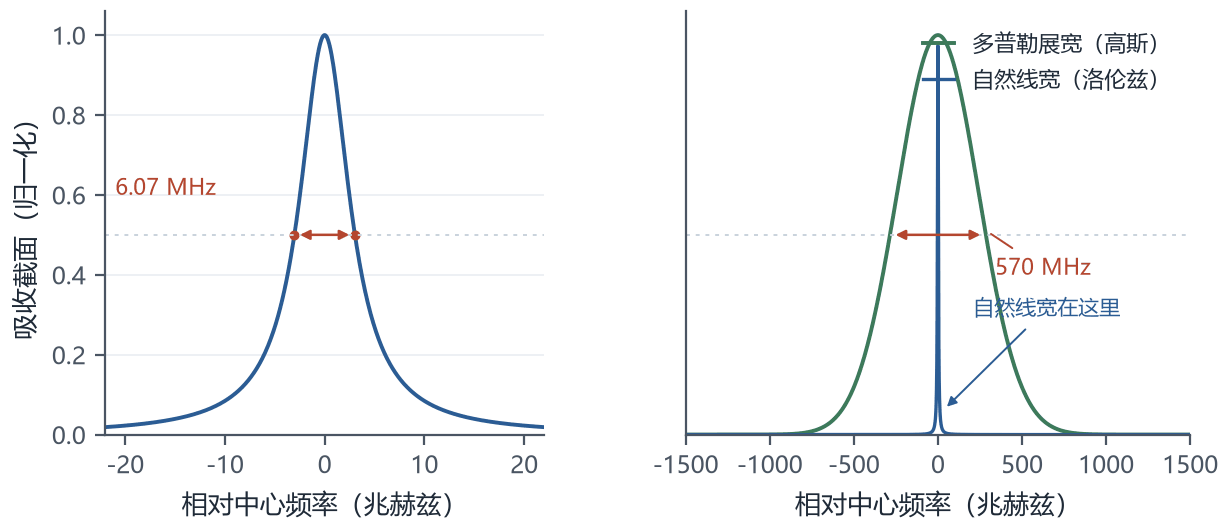 吸收截面（归一化）
1.0
0.8
0.6
0.4
0.2
0.0
6.07 MHz
-20
-10
0
10
20
相对中心频率（兆赫兹）
多普勒展宽（高斯）
自然线宽（洛伦兹）
570 MHz
自然线宽在这里
-1500
-1000
-500
0
500
1000
1500
相对中心频率（兆赫兹）